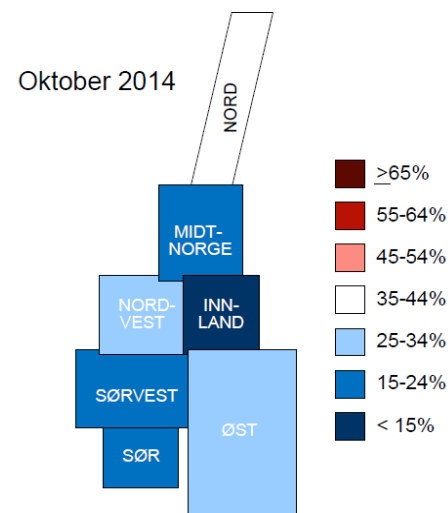 Oktober 2014
NORD
MIDT-
NORGE
NORD-
VEST
INN-
LAND
SØRVEST
ØST
SØR
≥65%
55-64%
45-54%
35-44%
25-34%
15-24%
< 15%